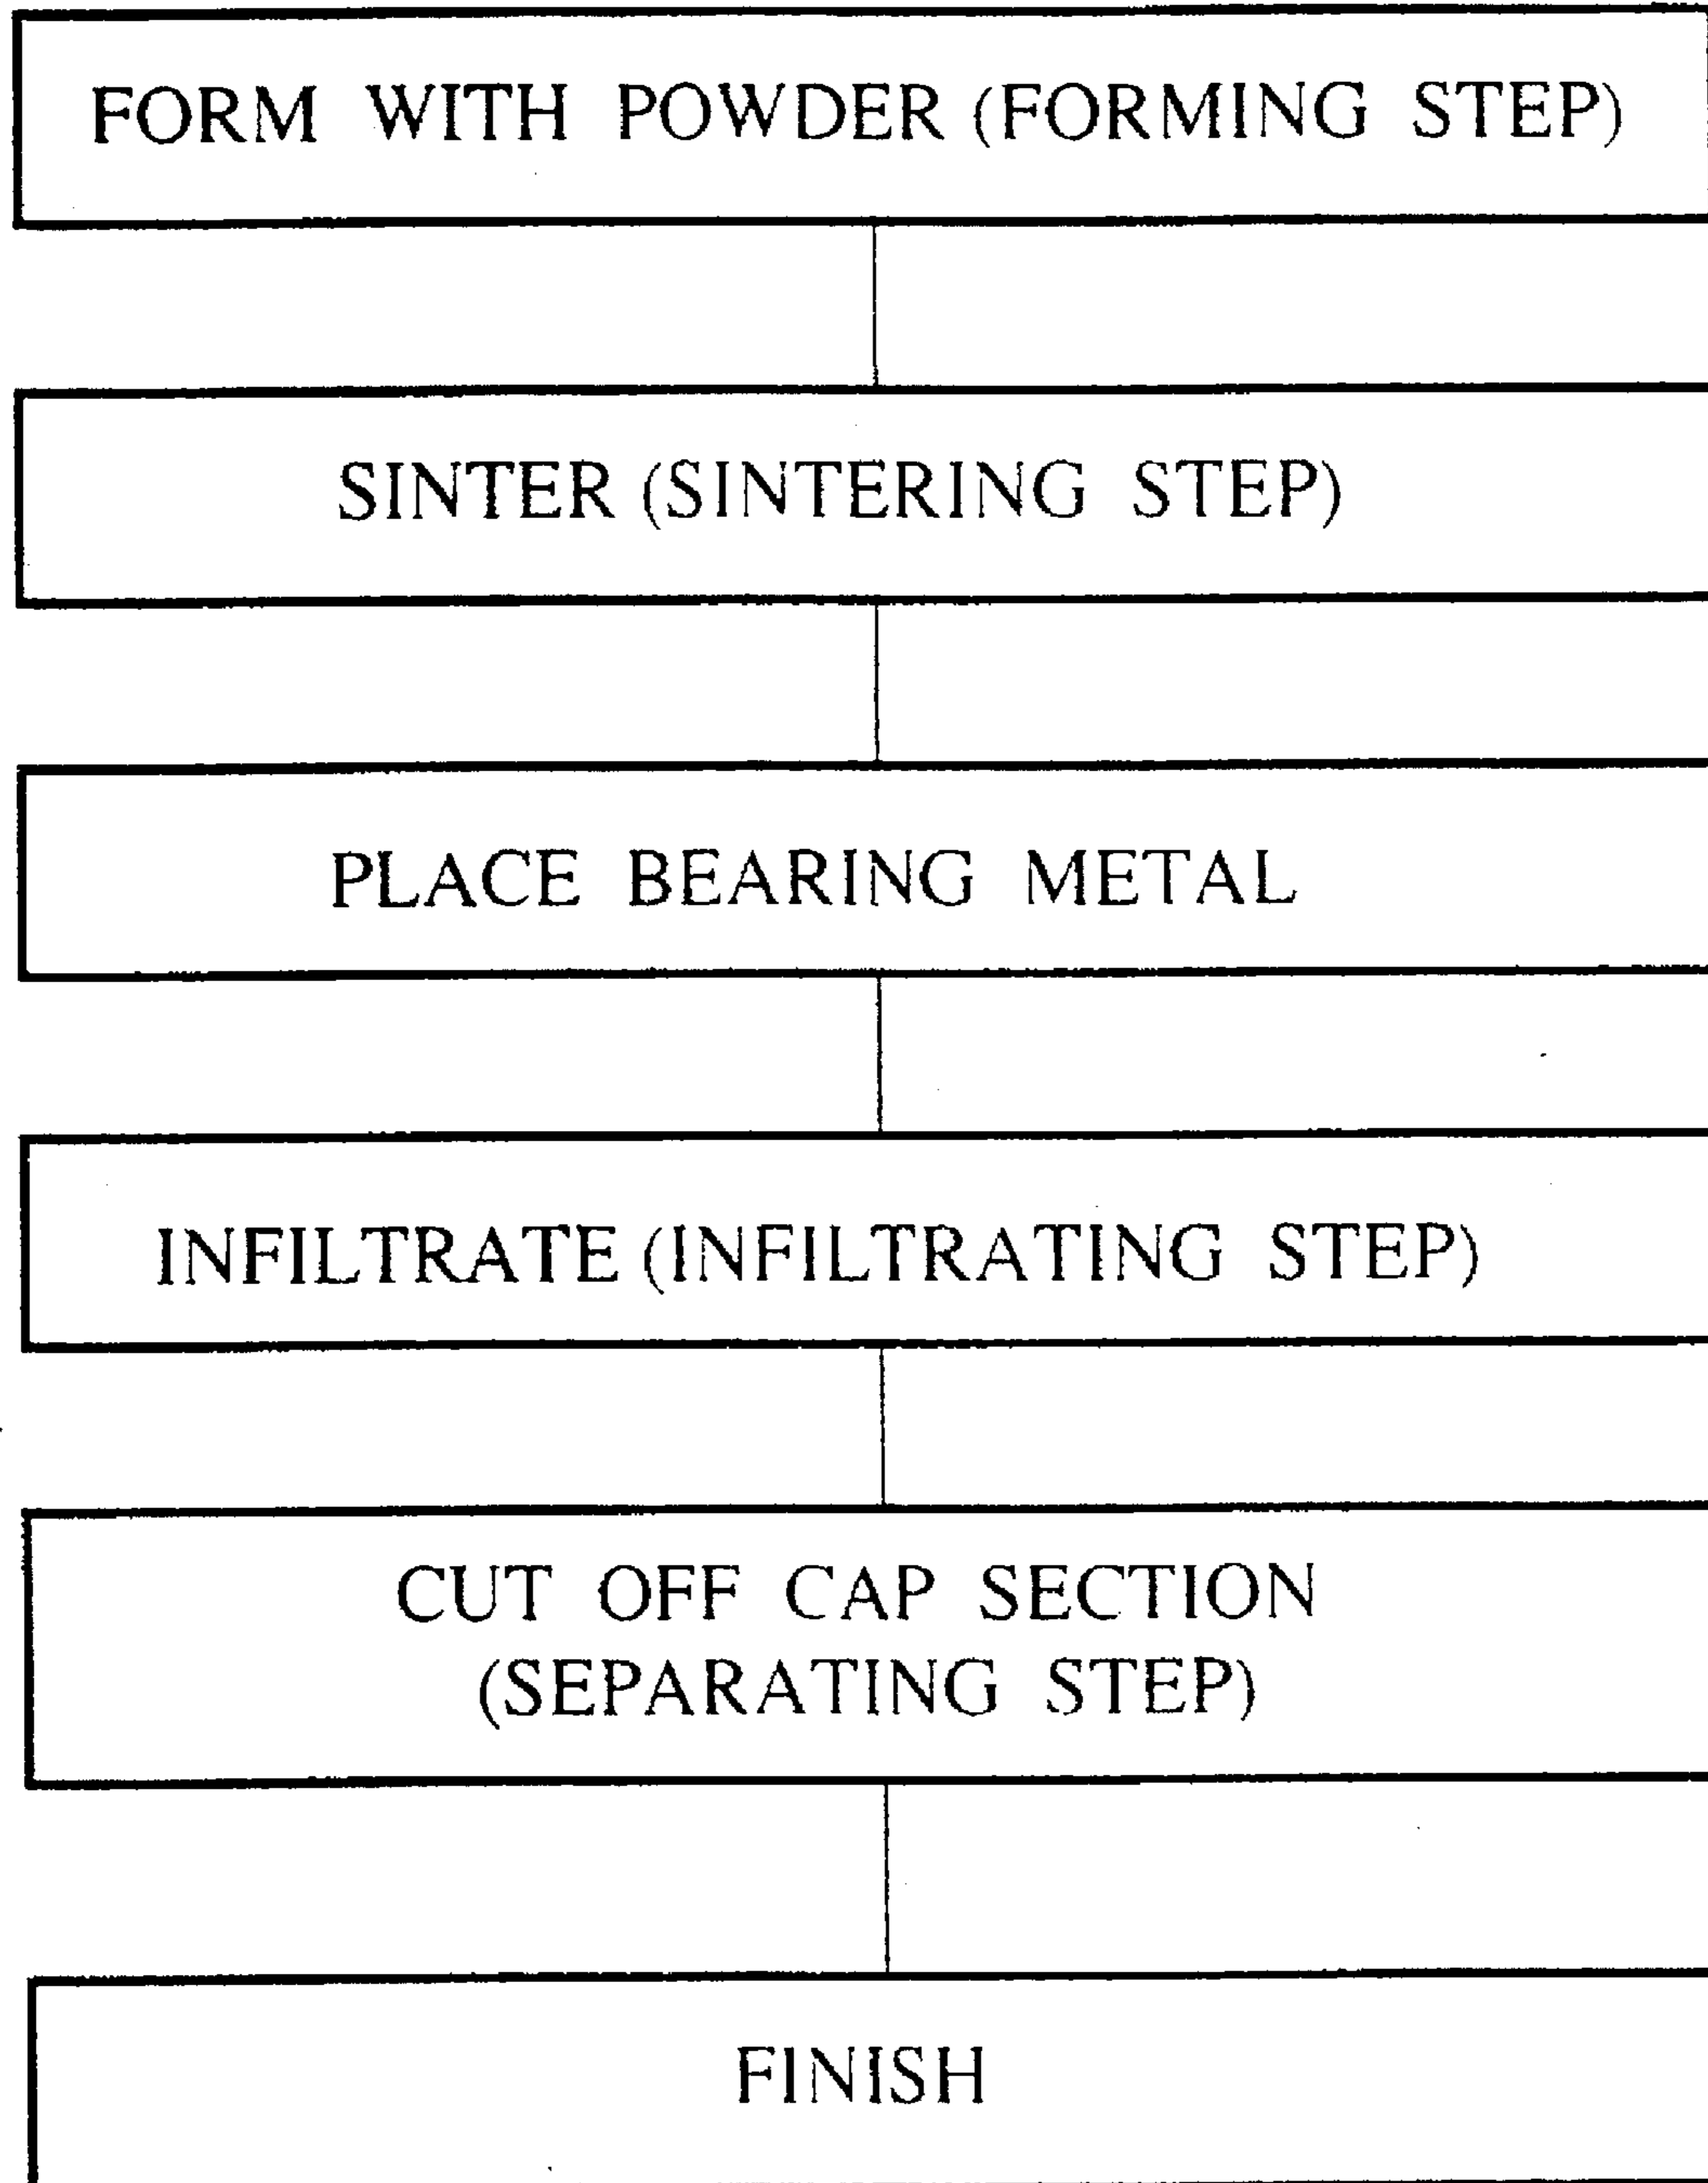 FORM WITH POWDER (FORMING STEP)
SINTER (SINTERING STEP)
PLACE BEARING METAL
INFILTRATE (INFILTRATING STEP)
CUT OFF CAP SECTION
(SEPARATING STEP)
FINISH